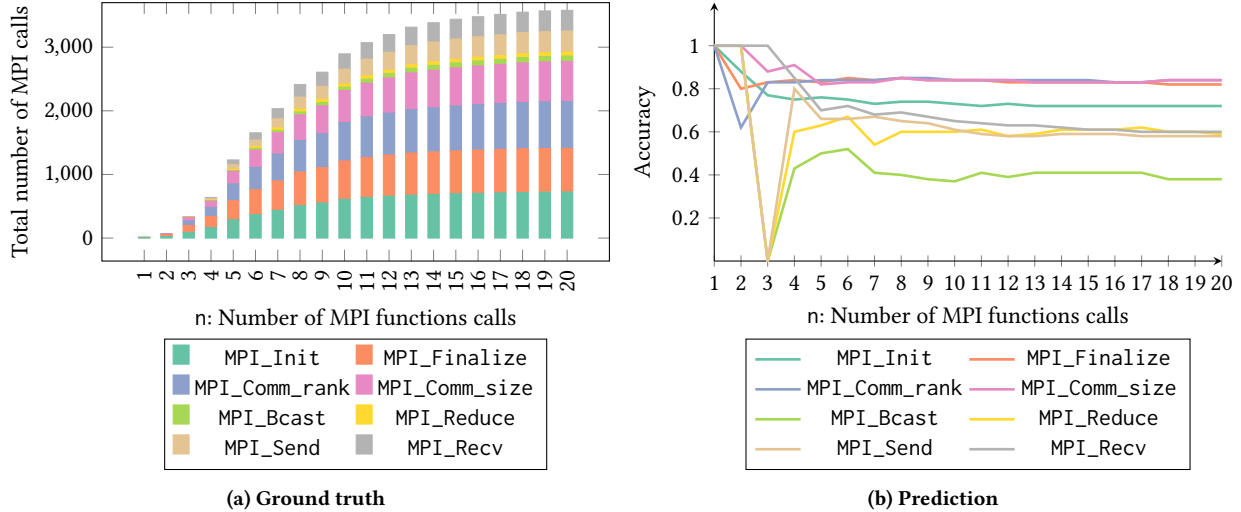 Total number of MPI calls
3,000
2,000
1,000
0
1 2 3 4 5 6 7 8 9 10 11 12 13 14 15 16 17 18 19 20
n: Number of MPI functions calls
MPI_Init MPI_Finalize
MPI_Comm_rank MPI_Comm_size
MPI_Bcast MPI_Reduce
MPI_Send MPI_Recv
(a) Ground truth
Accuracy
1
0.8
0.6
0.4
0.2
1 2 3 4 5 6 7 8 9 10 11 12 13 14 15 16 17 18 19 20
n: Number of MPI functions calls
MPI_Init MPI_Finalize
MPI_Comm_rank MPI_Comm_size
MPI_Bcast MPI_Reduce
MPI_Send MPI_Recv
(b) Prediction